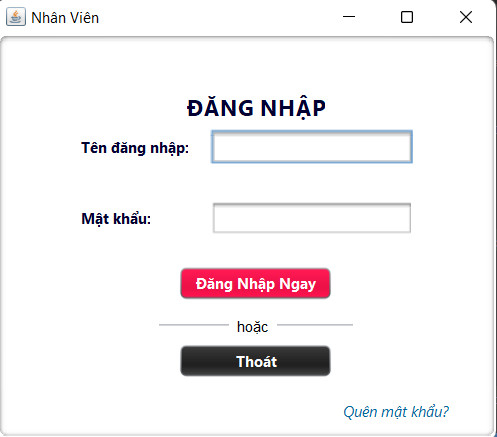 Nhân Viên
ĐĂNG NHẬP
Tên đăng nhập:
Mật khẩu:
Đăng Nhập Ngay
hoặc
Thoát
Quên mật khẩu?